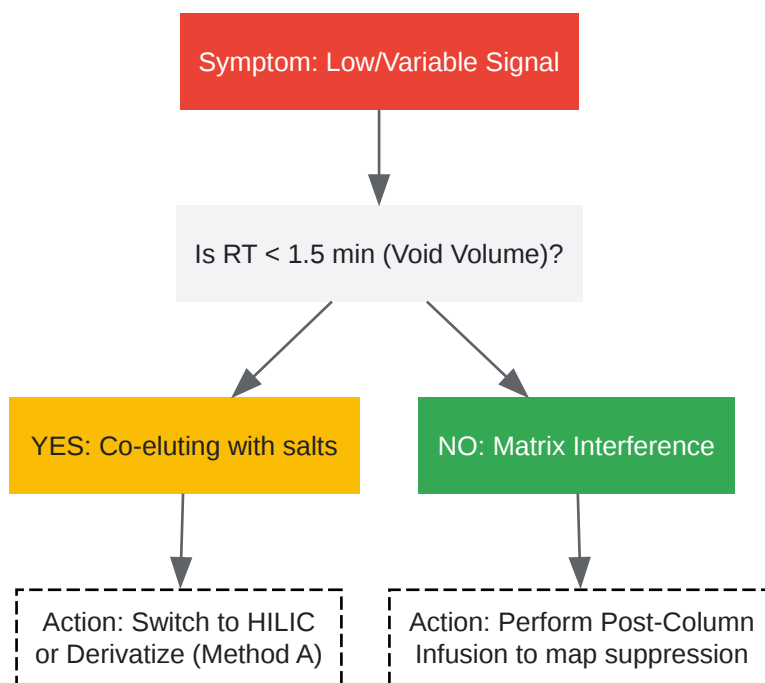 Symptom: Low/Variable Signal
Is RT < 1.5 min (Void Volume)?
YES: Co-eluting with salts
NO: Matrix Interference
Action: Switch to HILIC
or Derivatize (Method A)
Action: Perform Post-Column
Infusion to map suppression